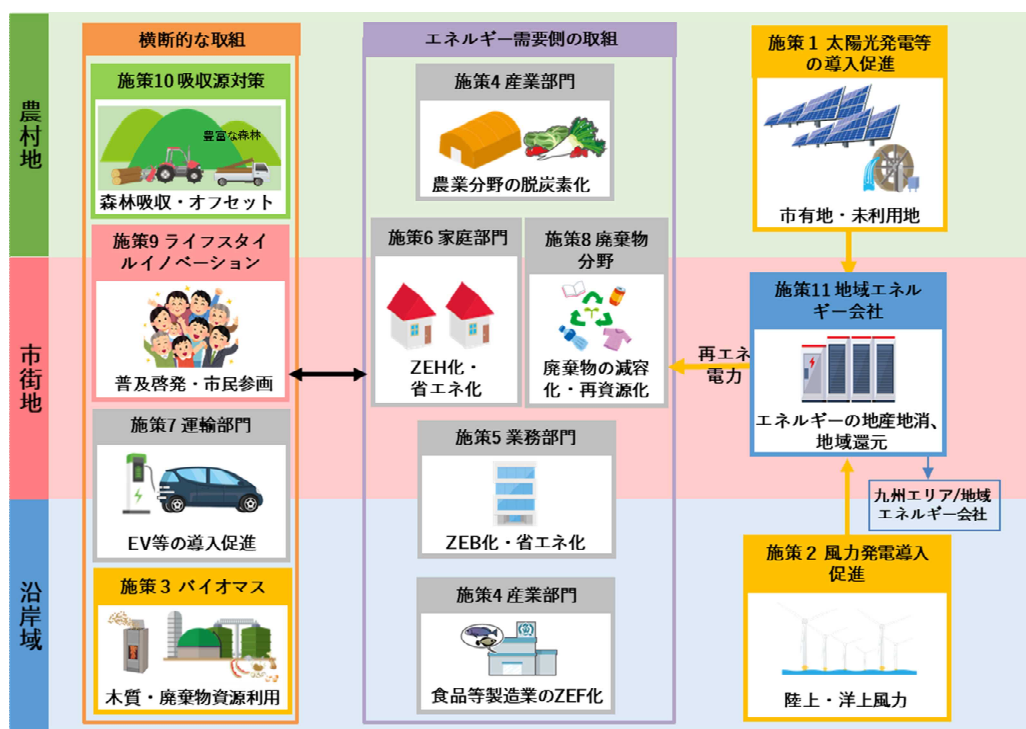 農村地
市街地
沿岸域
横断的な取組
施策10 吸収源対策
豊富な森林
森林吸収・オフセット
施策9 ライフスタイ
ルイノベーション
普及啓発・市民参画
施策7 運輸部門
EV等の導入促進
施策3 バイオマス
木質・廃棄物資源利用
エネルギー需要側の取組
施策4 産業部門
農業分野の脱炭素化
施策6 家庭部門
ZEH化・
省エネ化
施策8 廃棄物
分野
廃棄物の減容
化・再資源化
施策5 業務部門
ZEB化・省エネ化
施策4 産業部門
食品等製造業のZEF化
施策1 太陽光発電等
の導入促進
市有地・未利用地
施策11 地域エネル
ギー会社
エネルギーの地産地消、
地域還元
再エネ
電力
九州エリア/地域
エネルギー会社
施策2 風力発電導入
促進
陸上・洋上風力